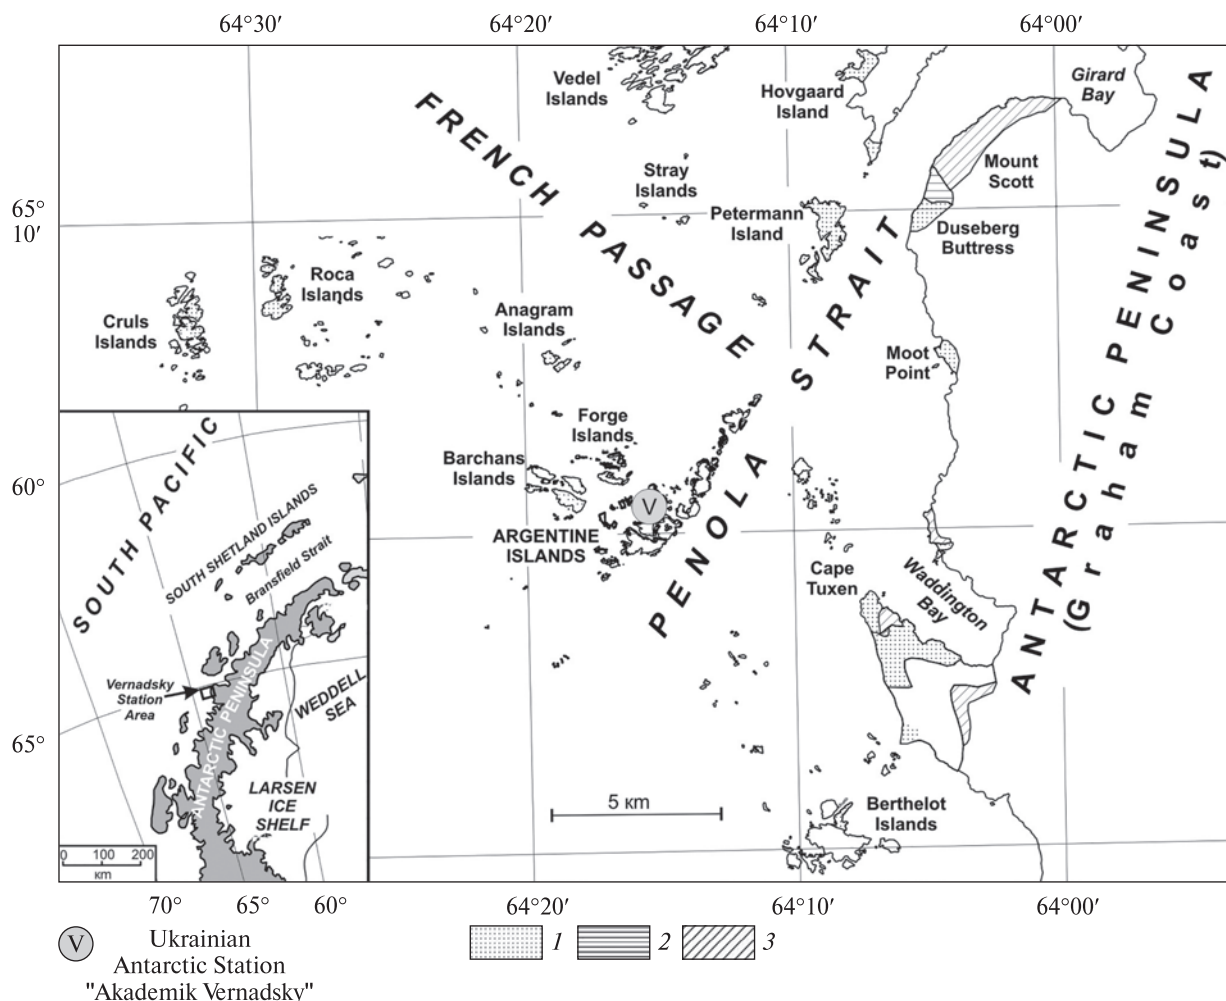 64°30′ 64°20′ 64°10′ 64°00′
Vedel
Islands
Hovgaard
Island
Girard
Bay
FRENCH PASSAGE
Stray
Islands
Mount
Scott
65°
10′
Petermann
Island
Duseberg
Buttress
Roca
Islands
Cruls
Islands
Anagram
Islands
Moot
Point
PENOLA STRAIT
ANTARCTIC PENINSULA
(Graham Coast)
Forge
Islands
Barchans
Islands
V
ARGENTINE
ISLANDS
Cape
Tuxen
Waddington
Bay
5 км
Berthelot
Islands
60°
65°
SOUTH PACIFIC
SOUTH SHETLAND ISLANDS
Bransfield Strait
Vernadsky
Station
Area
ANTARCTIC PENINSULA
WEDDELL
SEA
LARSEN
ICE
SHELF
0 100 200
км
70° 65° 60° 64°20′ 64°10′ 64°00′
V Ukrainian
Antarctic Station
"Akademik Vernadsky"
1 2 3